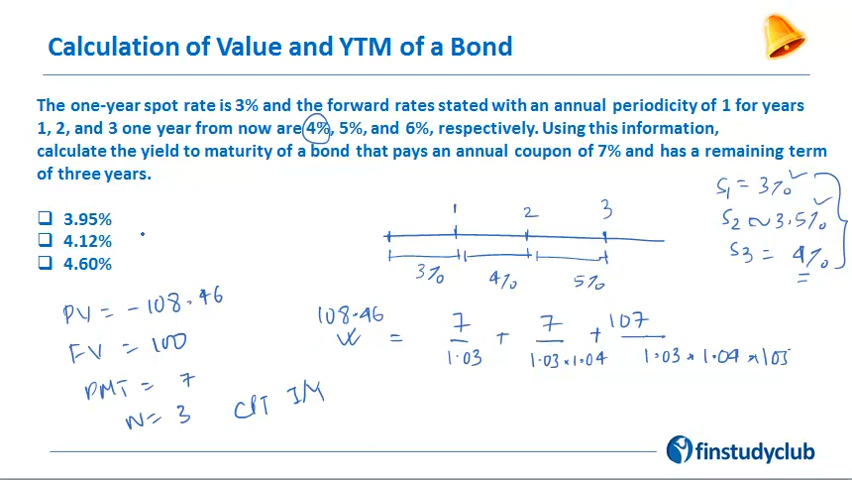 Calculation of Value and YTM of a Bond
The one-year spot rate is 3% and the forward rates stated with an annual periodicity of 1 for years
1, 2, and 3 one year from now are 4%, 5%, and 6%, respectively. Using this information,
calculate the yield to maturity of a bond that pays an annual coupon of 7% and has a remaining term
of three years.
S1 = 3%
S2 ~ 3.5%
S3 = 4%
3.95%
4.12%
4.60%
1 2 3
3% 4% 5%
PV = -108.46
FV = 100
PMT = 7
N = 3 CPT I/Y
108.46
= 7 + 7 + 107
1.03 1.03 × 1.04 1.03 × 1.04 × 105
finstudyclub